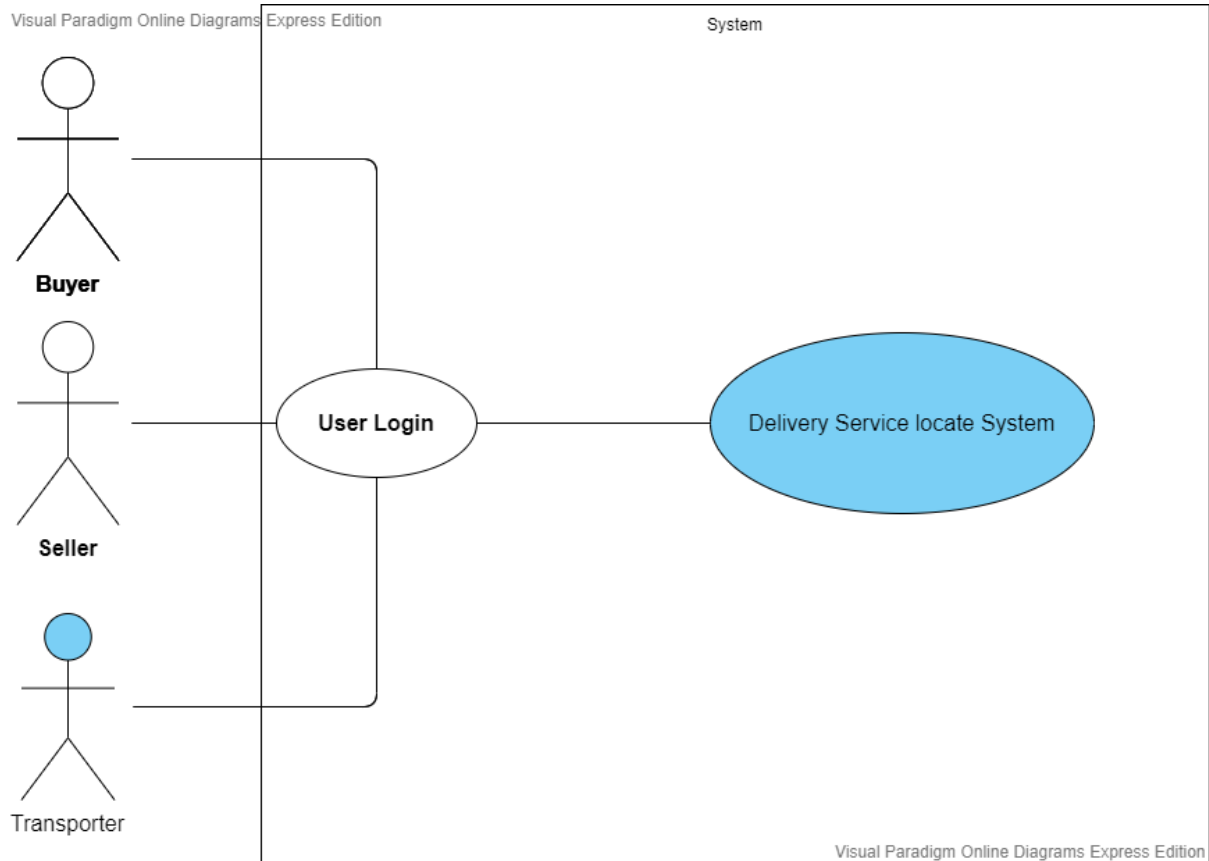 Visual Paradigm Online Diagrams Express Edition
System
Buyer
User Login
Delivery Service locate System
Seller
Transporter
Visual Paradigm Online Diagrams Express Edition